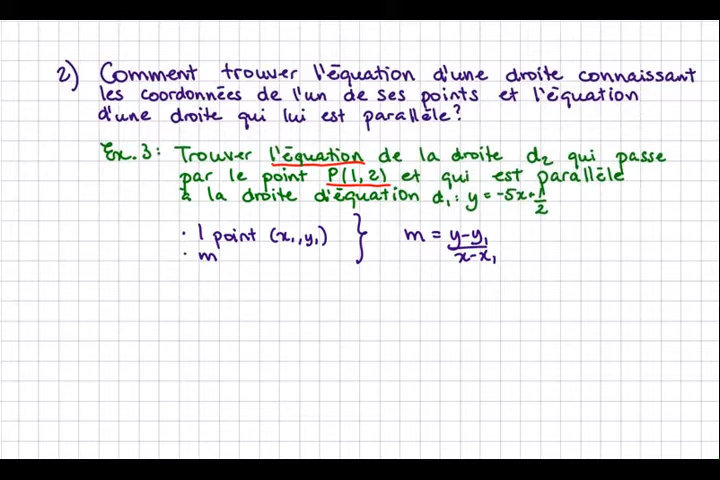 2) Comment trouver l'équation d'une droite connaissant
les coordonnées de l'un de ses points et l'équation
d'une droite qui lui est parallèle?
Ex. 3: Trouver l'équation de la droite d₂ qui passe
par le point P(1,2) et qui est parallèle
à la droite d'équation d₁: y = -5x + 1/2
· 1 point (x₁, y₁) } m = y-y₁/x-x₁
· m